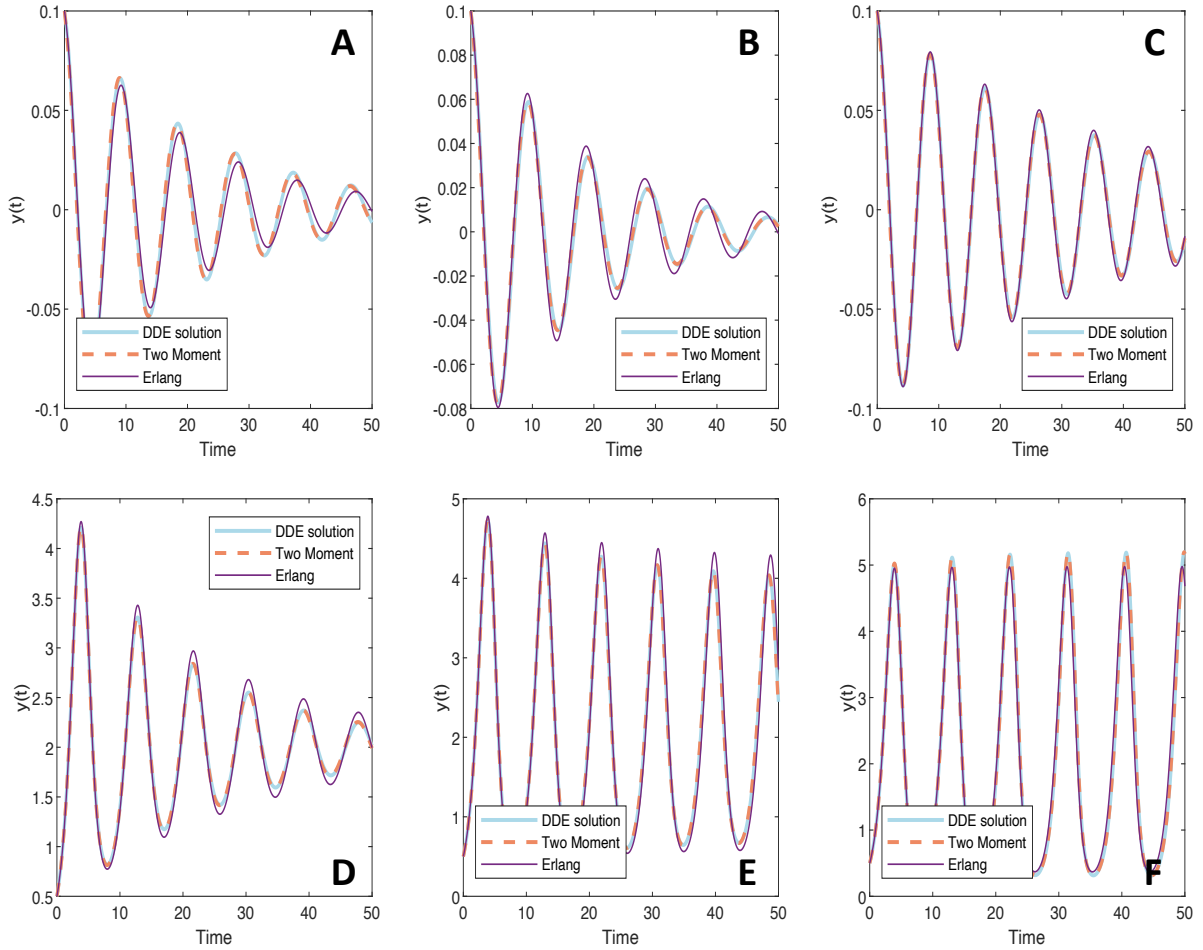 A
0.1
0.05
0
-0.05
-0.1
y(t)
DDE solution
Two Moment
Erlang
0 10 20 30 40 50
Time
B
0.1
0.08
0.06
0.04
0.02
0
-0.02
-0.04
-0.06
-0.08
y(t)
DDE solution
Two Moment
Erlang
0 10 20 30 40 50
Time
C
0.1
0.05
0
-0.05
-0.1
y(t)
DDE solution
Two Moment
Erlang
0 10 20 30 40 50
Time
4.5
4
3.5
3
2.5
2
1.5
1
0.5
y(t)
DDE solution
Two Moment
Erlang
D
0 10 20 30 40 50
Time
5
4
3
2
1
0
y(t)
DDE solution
Two Moment
Erlang
E
0 10 20 30 40 50
Time
6
5
4
3
2
1
0
y(t)
DDE solution
Two Moment
Erlang
F
0 10 20 30 40 50
Time